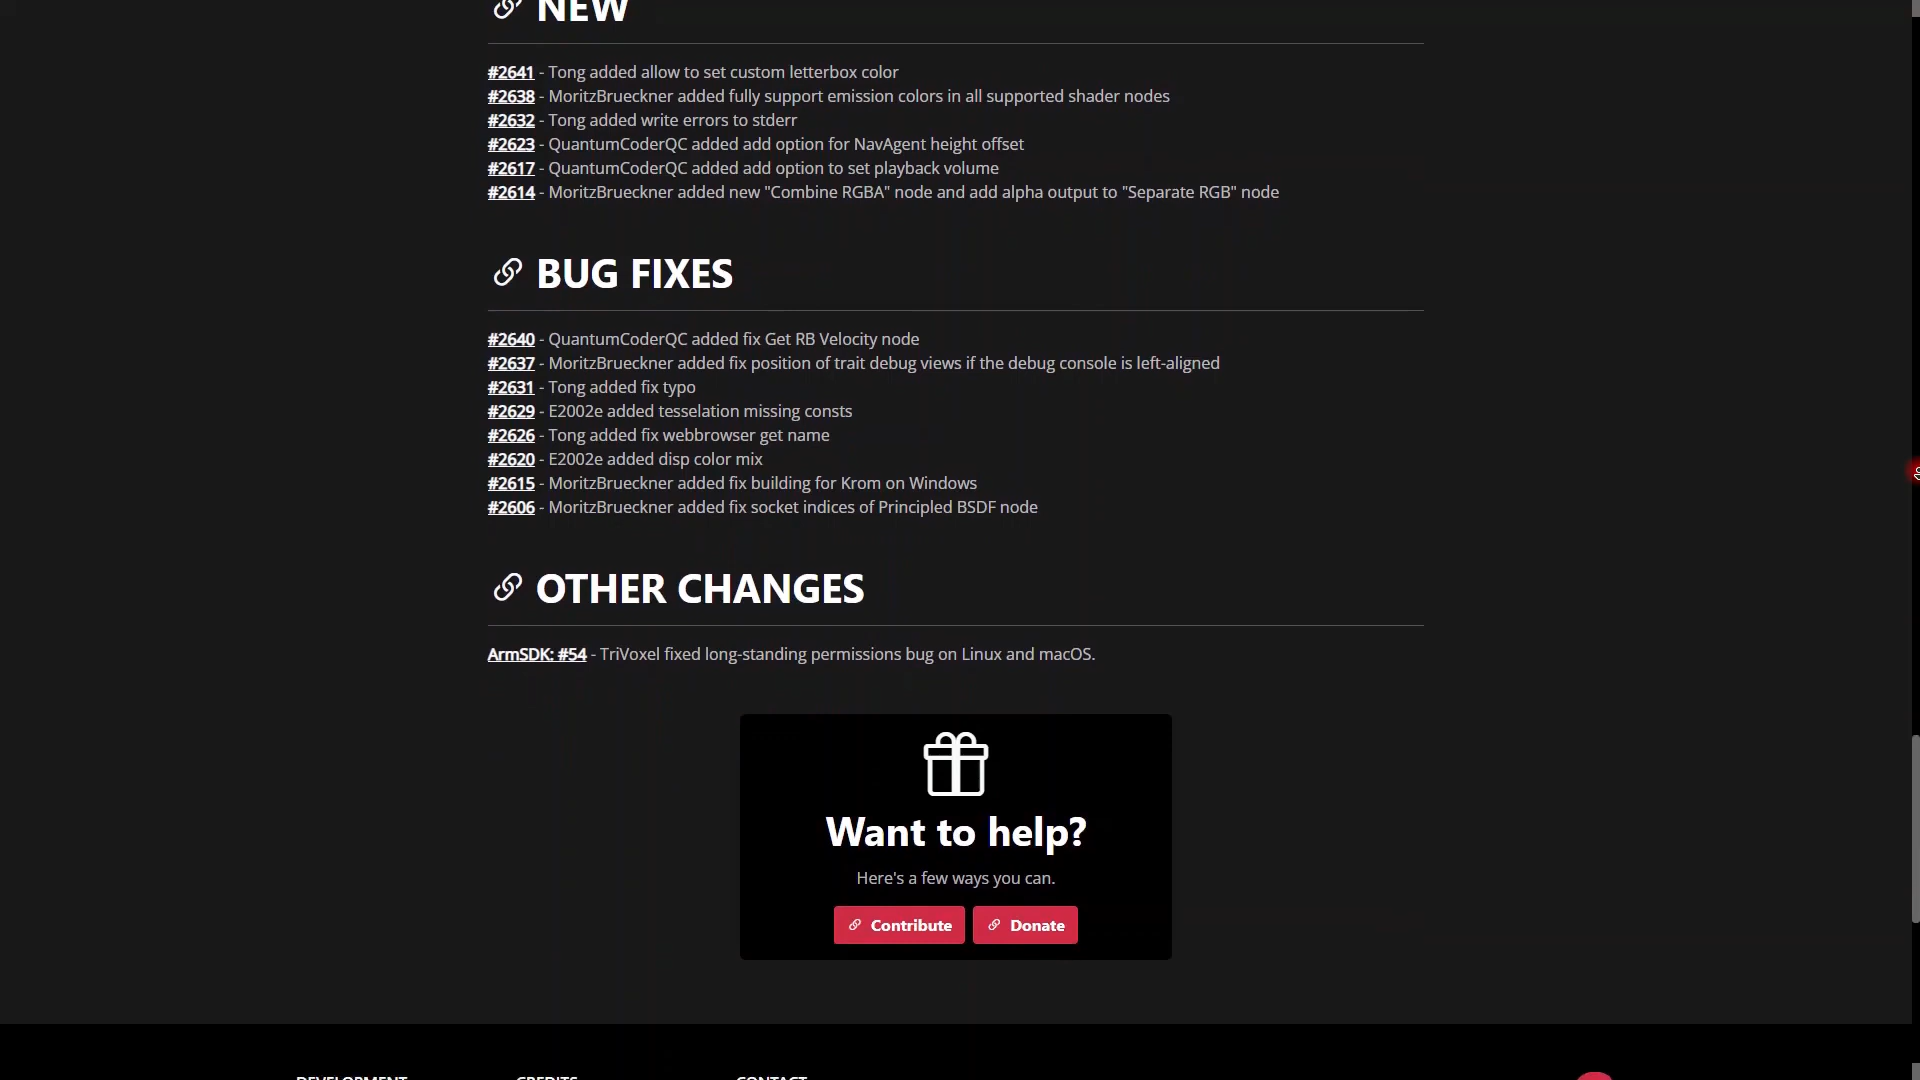 NEW
#2641 - Tong added allow to set custom letterbox color
#2638 - MoritzBrueckner added fully support emission colors in all supported shader nodes
#2632 - Tong added write errors to stderr
#2623 - QuantumCoderQC added add option for NavAgent height offset
#2617 - QuantumCoderQC added add option to set playback volume
#2614 - MoritzBrueckner added new "Combine RGBA" node and add alpha output to "Separate RGB" node
BUG FIXES
#2640 - QuantumCoderQC added fix Get RB Velocity node
#2637 - MoritzBrueckner added fix position of trait debug views if the debug console is left-aligned
#2631 - Tong added fix typo
#2629 - E2002e added tesselation missing consts
#2626 - Tong added fix webbrowser get name
#2620 - E2002e added disp color mix
#2615 - MoritzBrueckner added fix building for Krom on Windows
#2606 - MoritzBrueckner added fix socket indices of Principled BSDF node
OTHER CHANGES
ArmSDK: #54 - TriVoxel fixed long-standing permissions bug on Linux and macOS.
Want to help?
Here's a few ways you can.
Contribute Donate
DEVELOPMENT CREDITS CONTACT